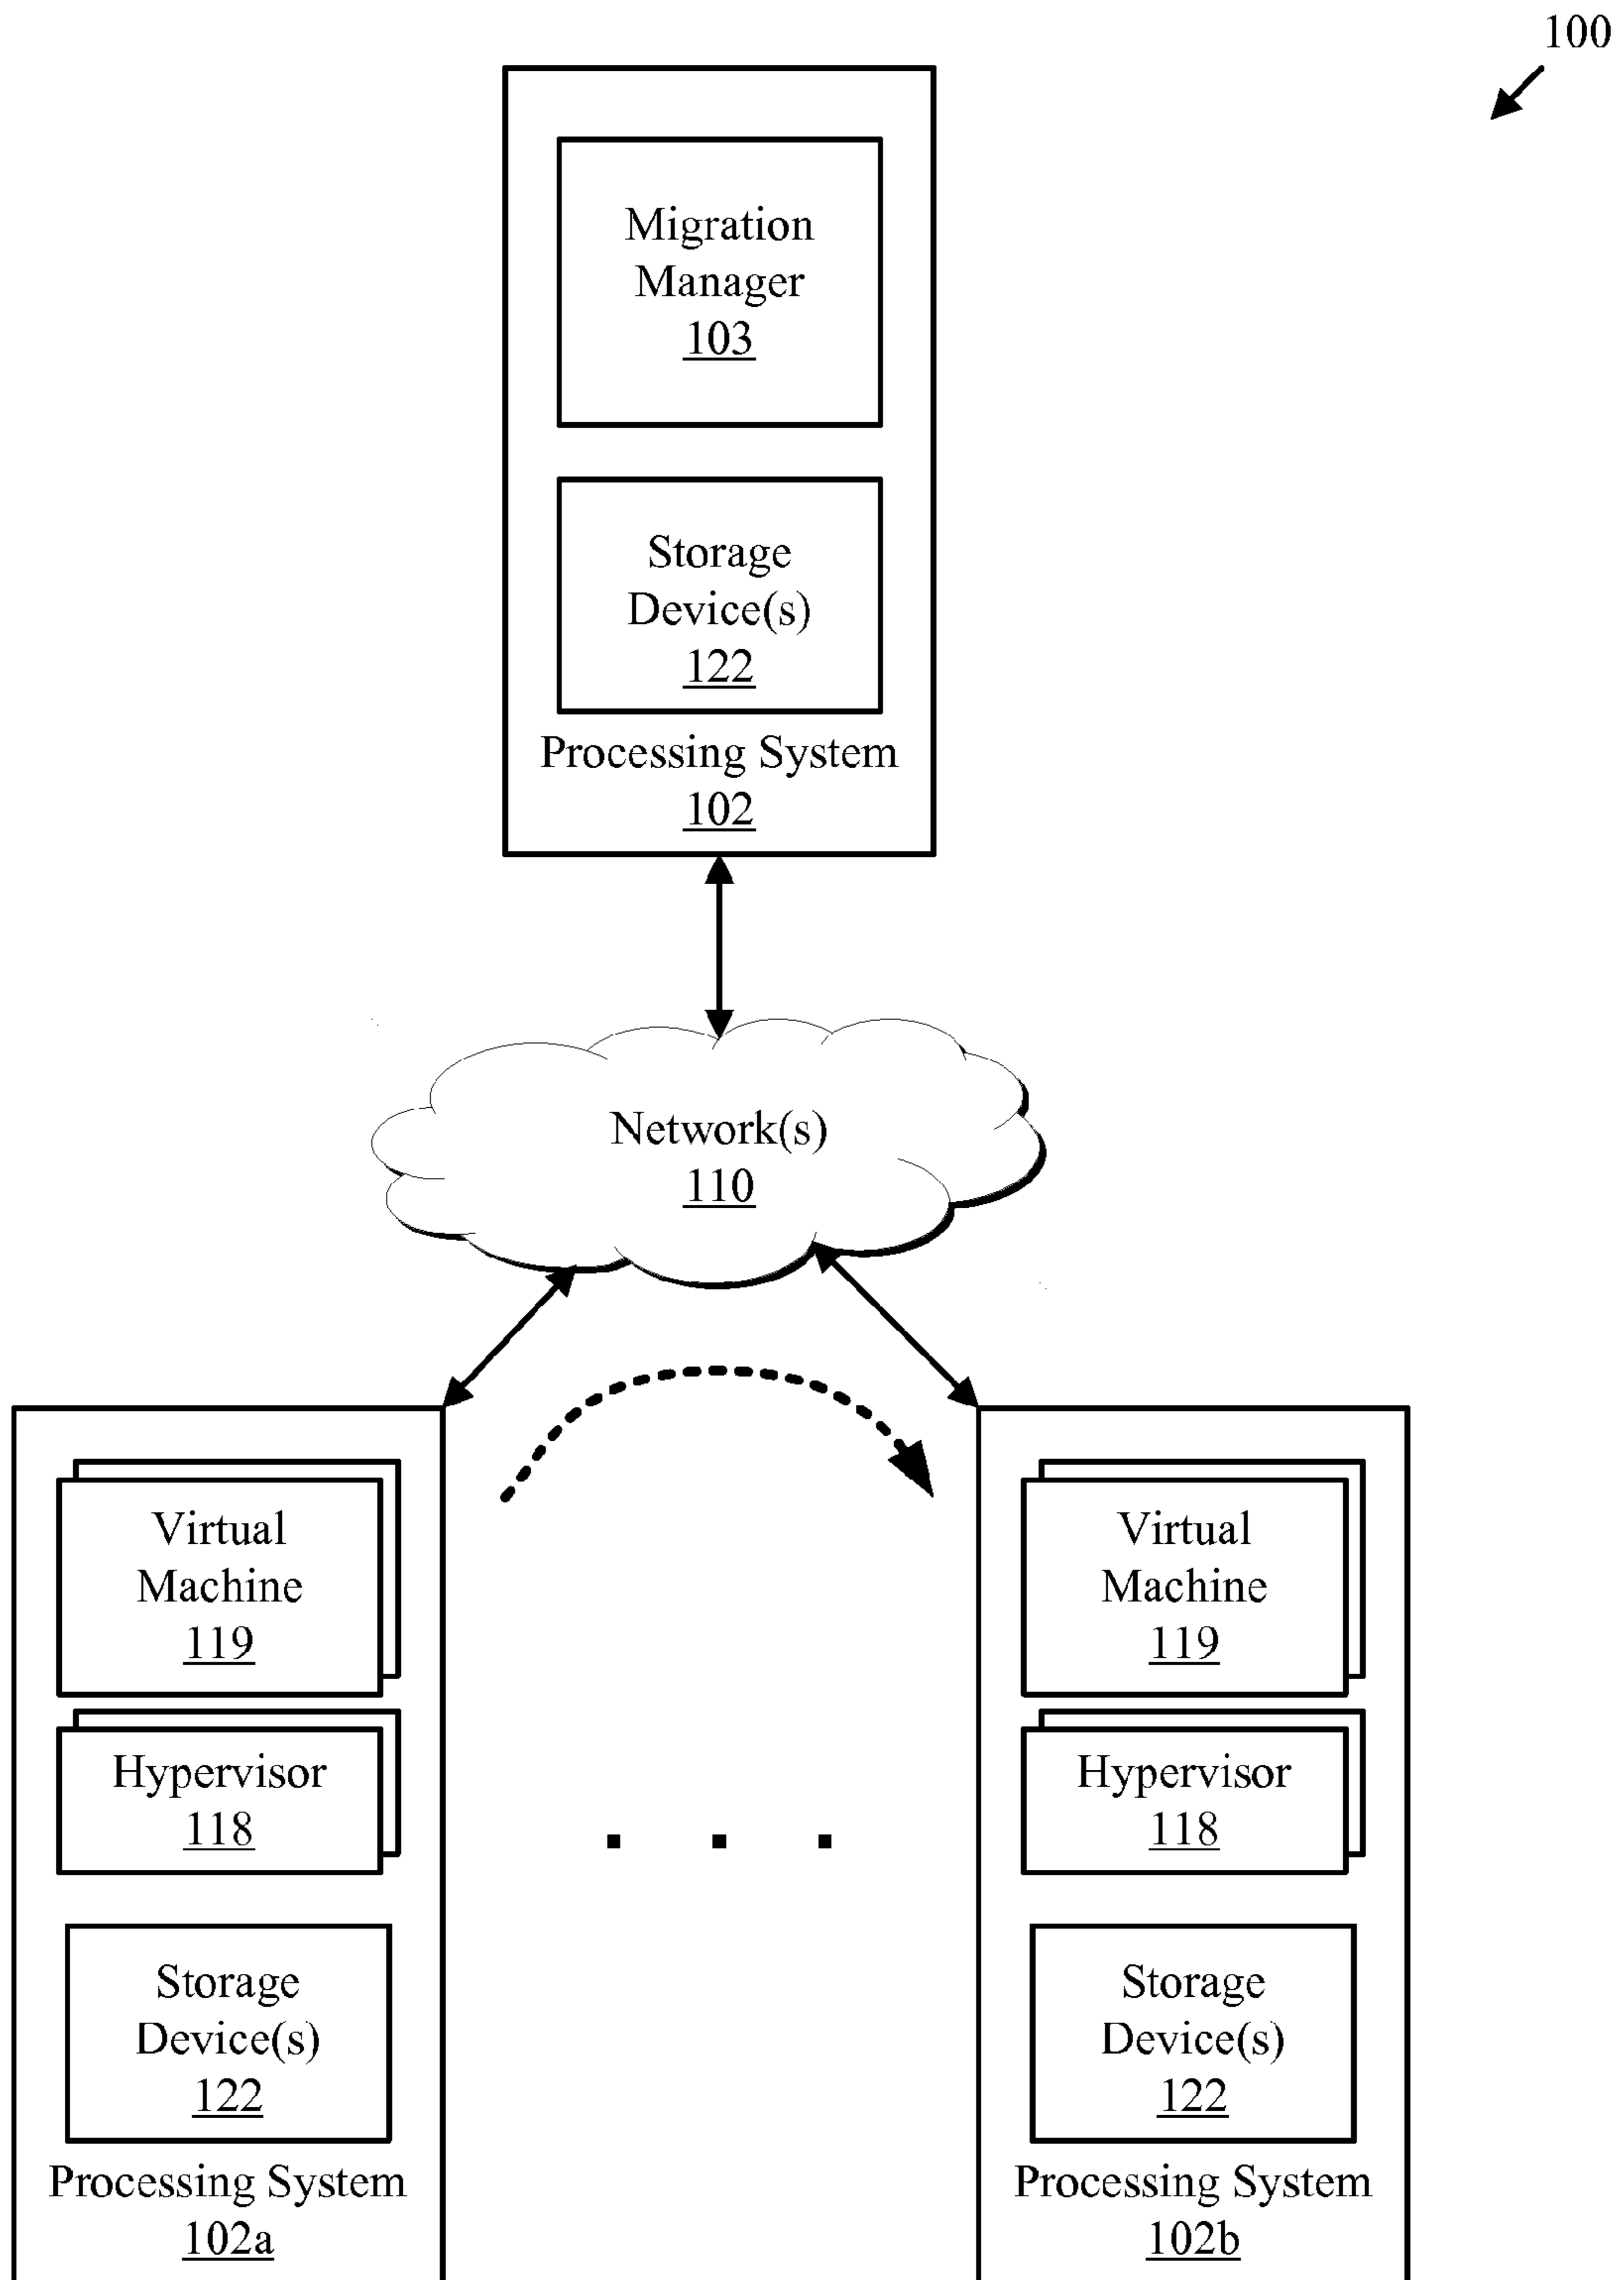 100
Migration
Manager
103
Storage
Device(s)
122
Processing System
102
Network(s)
110
Virtual
Machine
119
Hypervisor
118
Storage
Device(s)
122
Processing System
102a
Virtual
Machine
119
Hypervisor
118
Storage
Device(s)
122
Processing System
102b